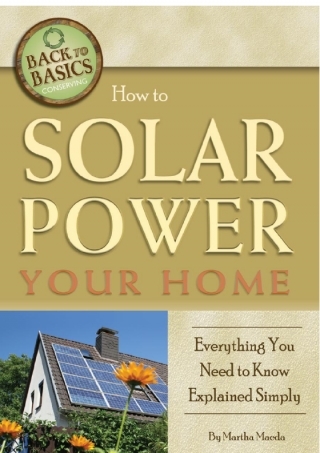 BACK TO
BASICS
CONSERVING
How to
SOLAR
POWER
YOUR HOME
Everything You
Need to Know
Explained Simply
By Martha Maeda